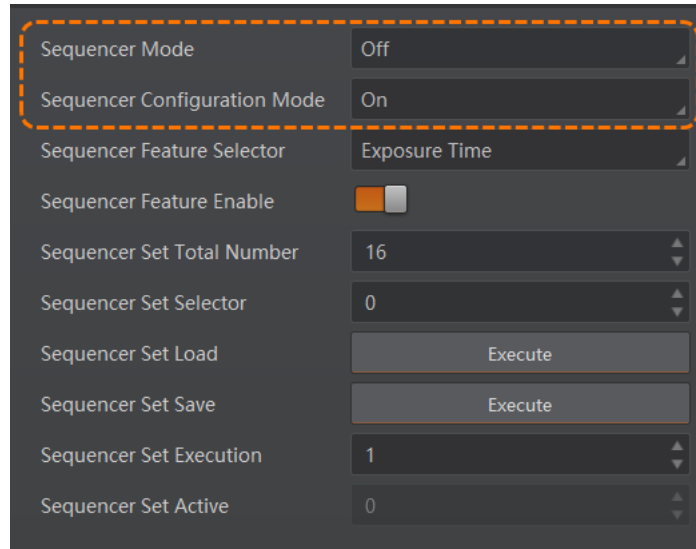 Sequencer Mode Off
Sequencer Configuration Mode On
Sequencer Feature Selector Exposure Time
Sequencer Feature Enable
Sequencer Set Total Number 16
Sequencer Set Selector 0
Sequencer Set Load Execute
Sequencer Set Save Execute
Sequencer Set Execution 1
Sequencer Set Active 0